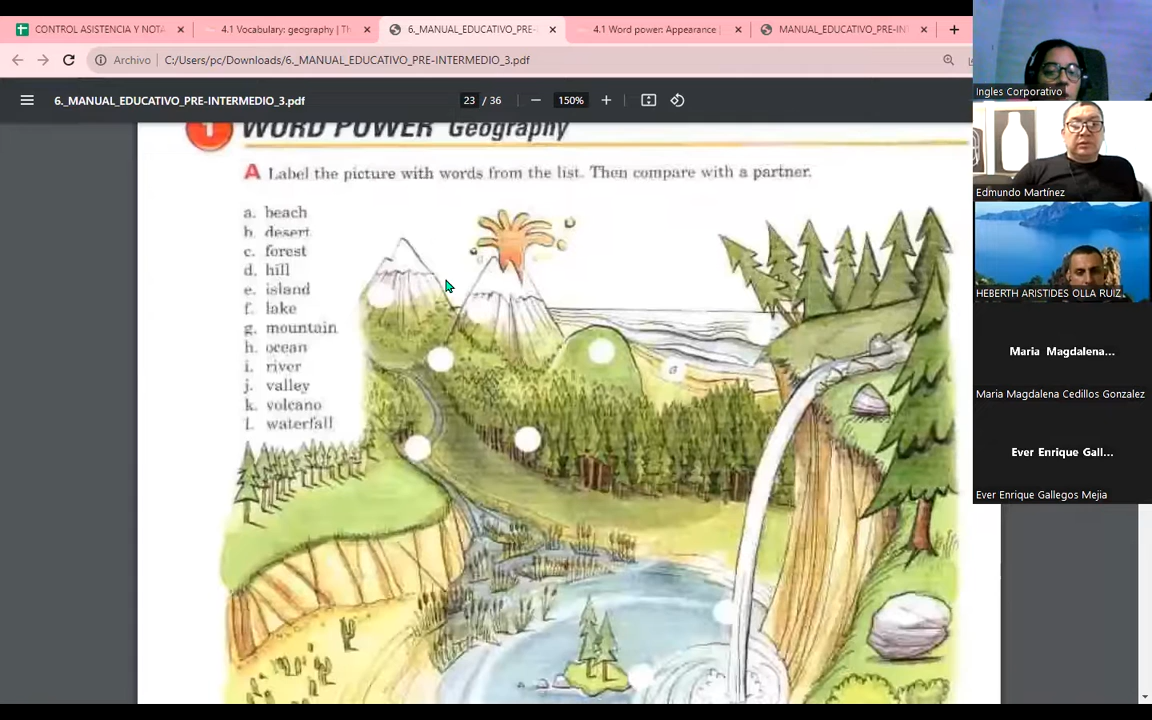 CONTROL ASISTENCIA Y NOTA
4.1 Vocabulary: geography | Th
6._MANUAL_EDUCATIVO_PRE-
4.1 Word power: Appearance |
MANUAL_EDUCATIVO_PRE-IN
Archivo
C:/Users/pc/Downloads/6._MANUAL_EDUCATIVO_PRE-INTERMEDIO_3.pdf
6._MANUAL_EDUCATIVO_PRE-INTERMEDIO_3.pdf
23 / 36
150%
1 WORD POWER Geography
A Label the picture with words from the list. Then compare with a partner.
a. beach
b. desert
c. forest
d. hill
e. island
f. lake
g. mountain
h. ocean
i. river
j. valley
k. volcano
l. waterfall
a
Ingles Corporativo
Edmundo Martínez
HEBERTH ARISTIDES OLLA RUIZ
Maria Magdalena...
Maria Magdalena Cedillos Gonzalez
Ever Enrique Gall...
Ever Enrique Gallegos Mejia